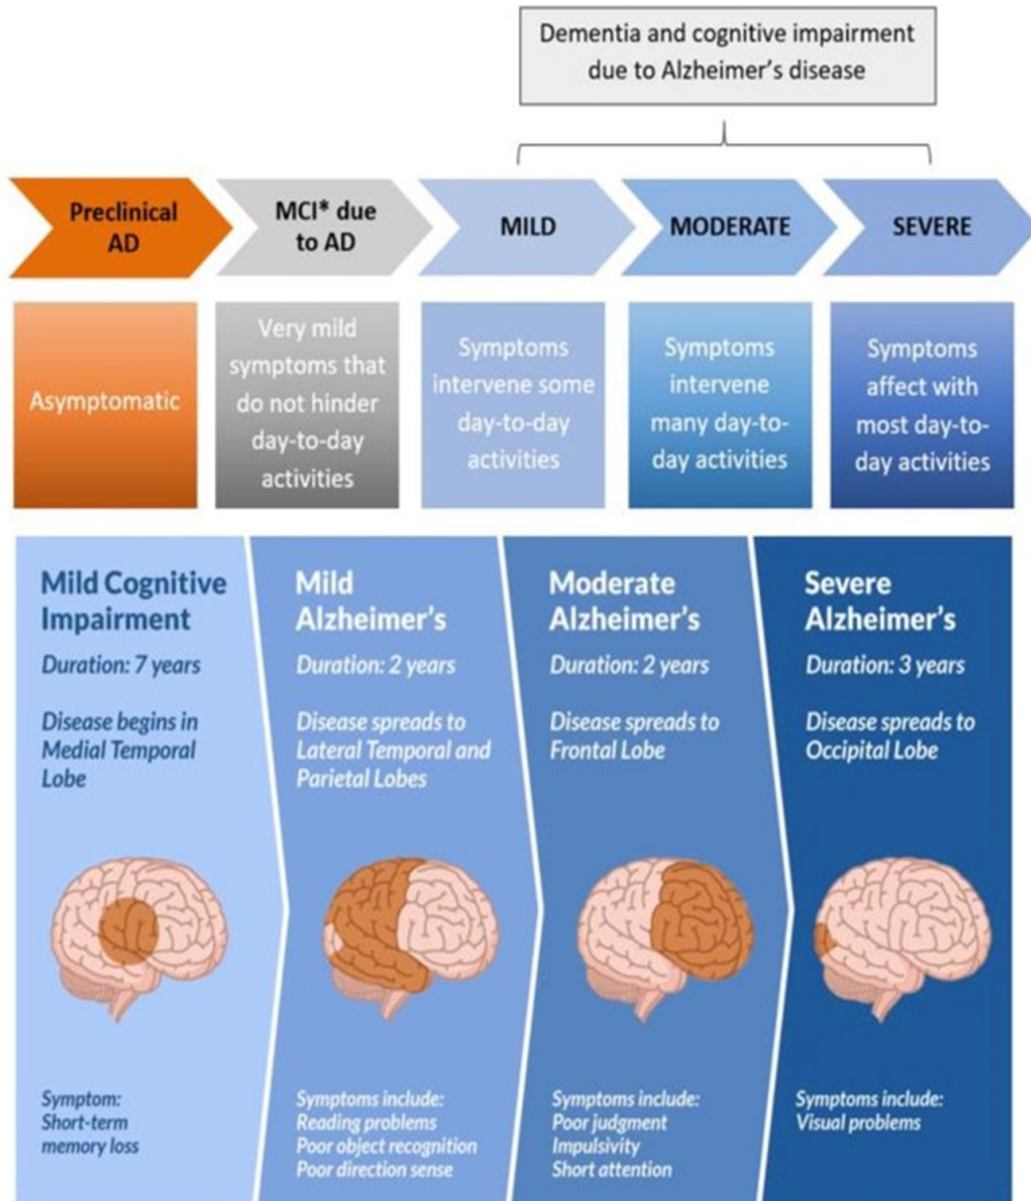 Dementia and cognitive impairment
due to Alzheimer's disease
Preclinical
AD
MCI* due
to AD
MILD
MODERATE
SEVERE
Asymptomatic
Very mild
symptoms that
do not hinder
day-to-day
activities
Symptoms
intervene some
day-to-day
activities
Symptoms
intervene
many day-to-
day activities
Symptoms
affect with
most day-to-
day activities
Mild Cognitive
Impairment
Duration: 7 years
Disease begins in
Medial Temporal
Lobe
Symptom:
Short-term
memory loss
Mild
Alzheimer's
Duration: 2 years
Disease spreads to
Lateral Temporal and
Parietal Lobes
Symptoms include:
Reading problems
Poor object recognition
Poor direction sense
Moderate
Alzheimer's
Duration: 2 years
Disease spreads to
Frontal Lobe
Symptoms include:
Poor judgment
Impulsivity
Short attention
Severe
Alzheimer's
Duration: 3 years
Disease spreads to
Occipital Lobe
Symptoms include:
Visual problems